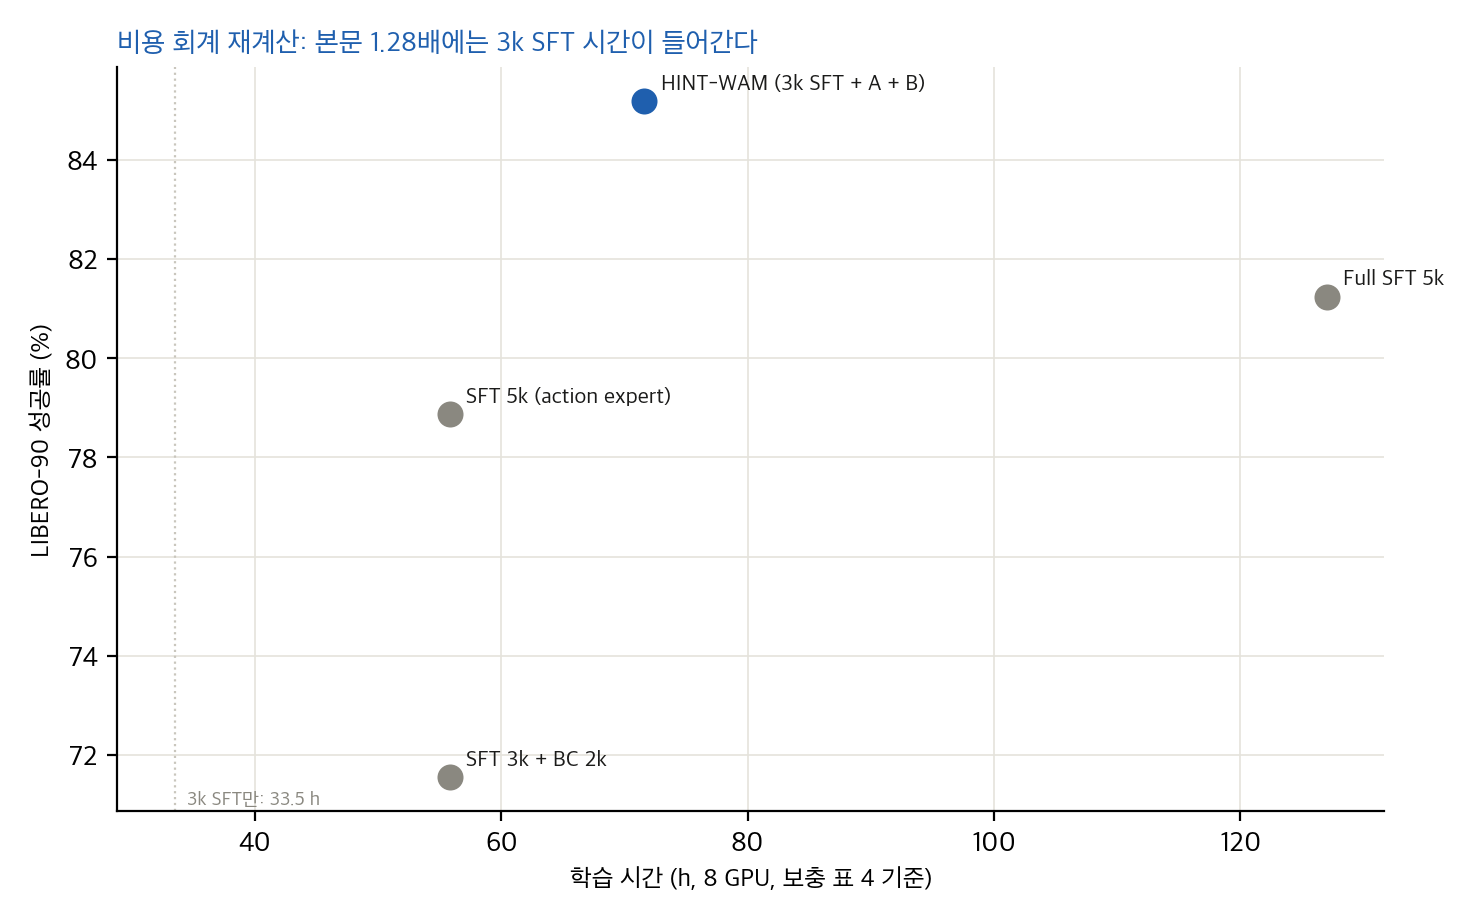 비용 회계 재계산: 본문 1.28배에는 3k SFT 시간이 들어간다
HINT-WAM (3k SFT + A + B)
84
82
Full SFT 5k
80
SFT 5k (action expert)
78
76
74
72
SFT 3k + BC 2k
3k SFT만: 33.5 h
LIBERO-90 성공률 (%)
40 60 80 100 120
학습 시간 (h, 8 GPU, 보충 표 4 기준)